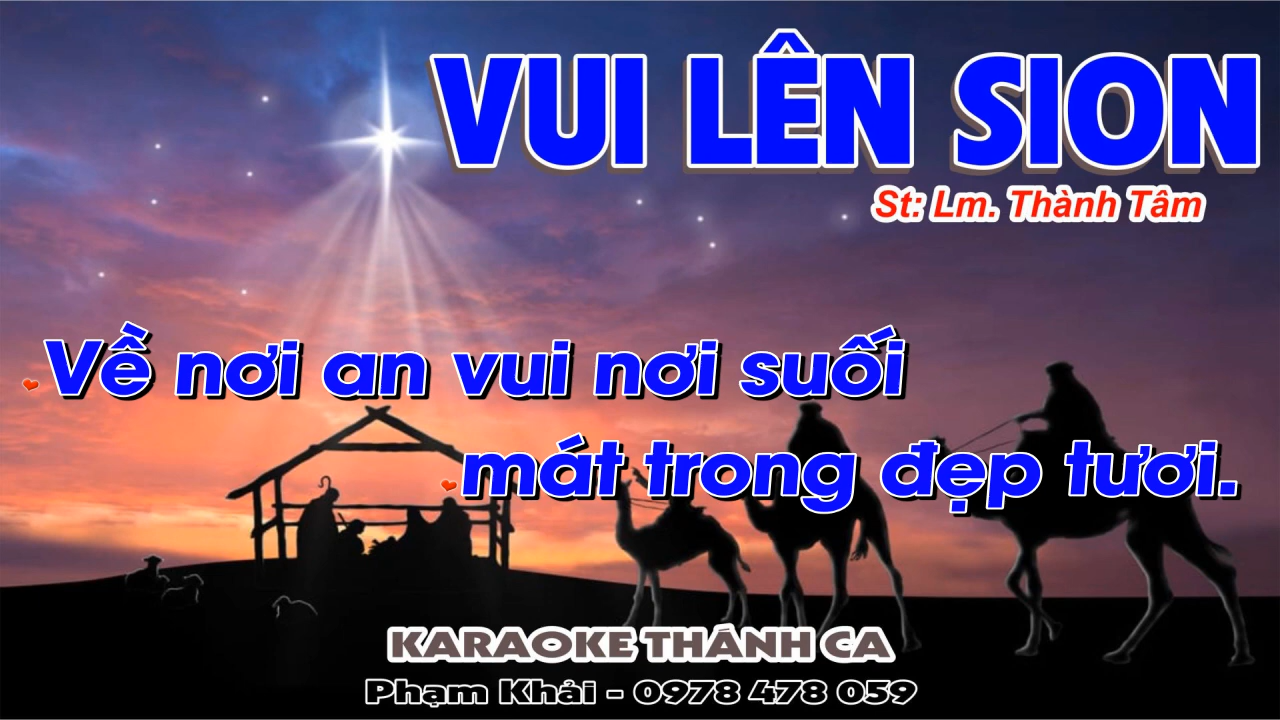 VUI LÊN SION
St: Lm. Thành Tâm
Về nơi an vui nơi suối
mát trong đẹp tươi.
KARAOKE THÁNH CA
Phạm Khải - 0978 478 059